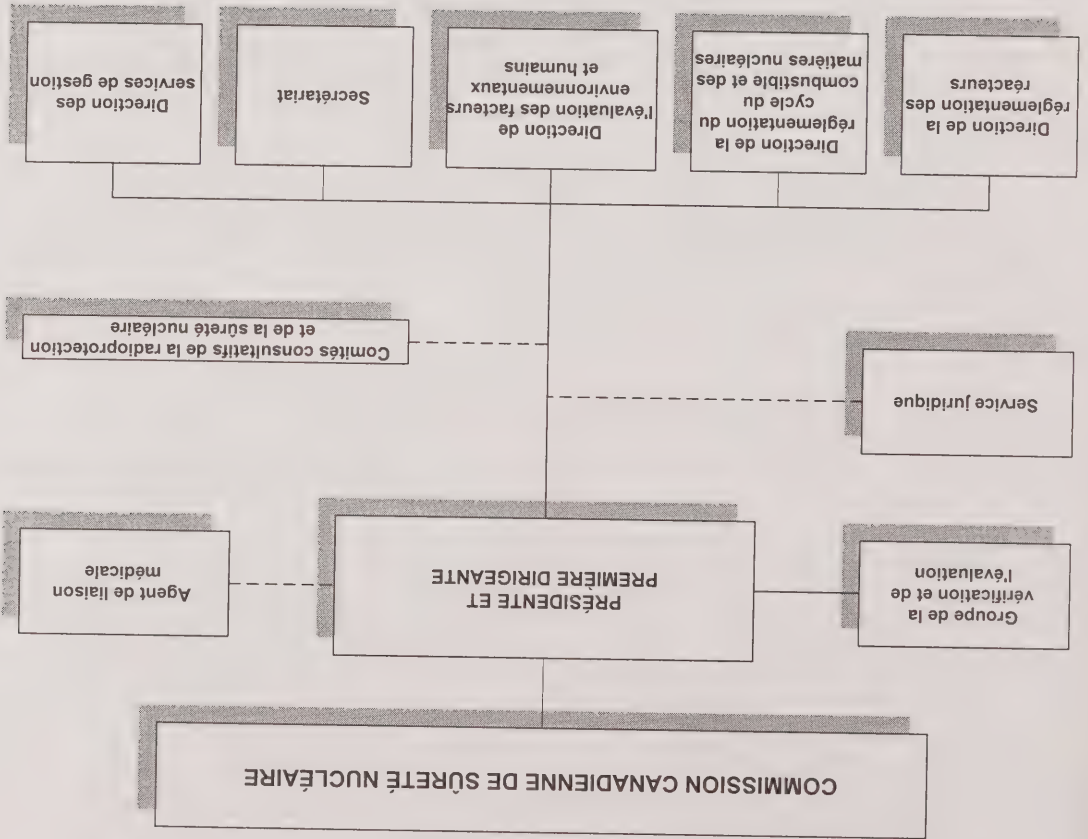 COMMISSION CANADIENNE DE SÛRETÉ NUCLÉAIRE
Groupe de la
vérification et de
l'évaluation
PRÉSIDENTE ET
PREMIÈRE DIRIGEANTE
Agent de liaison
médicale
Service juridique
Comités consultatifs de la radioprotection
et de la sûreté nucléaire
Direction de la
réglementation des
réacteurs
Direction de la
réglementation du
cycle du
combustible et des
matières nucléaires
Direction de
l'évaluation des facteurs
environnementaux
et humains
Secrétariat
Direction des
services de gestion